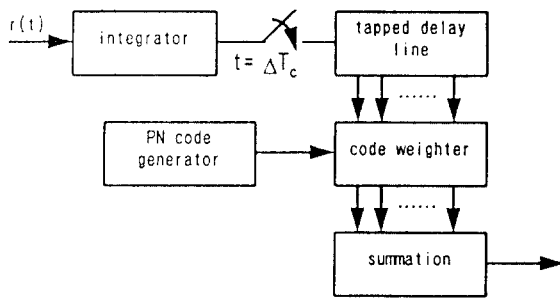 r(t)
integrator
t = ΔT_c
tapped delay
line
......
PN code
generator
code weighter
......
summation